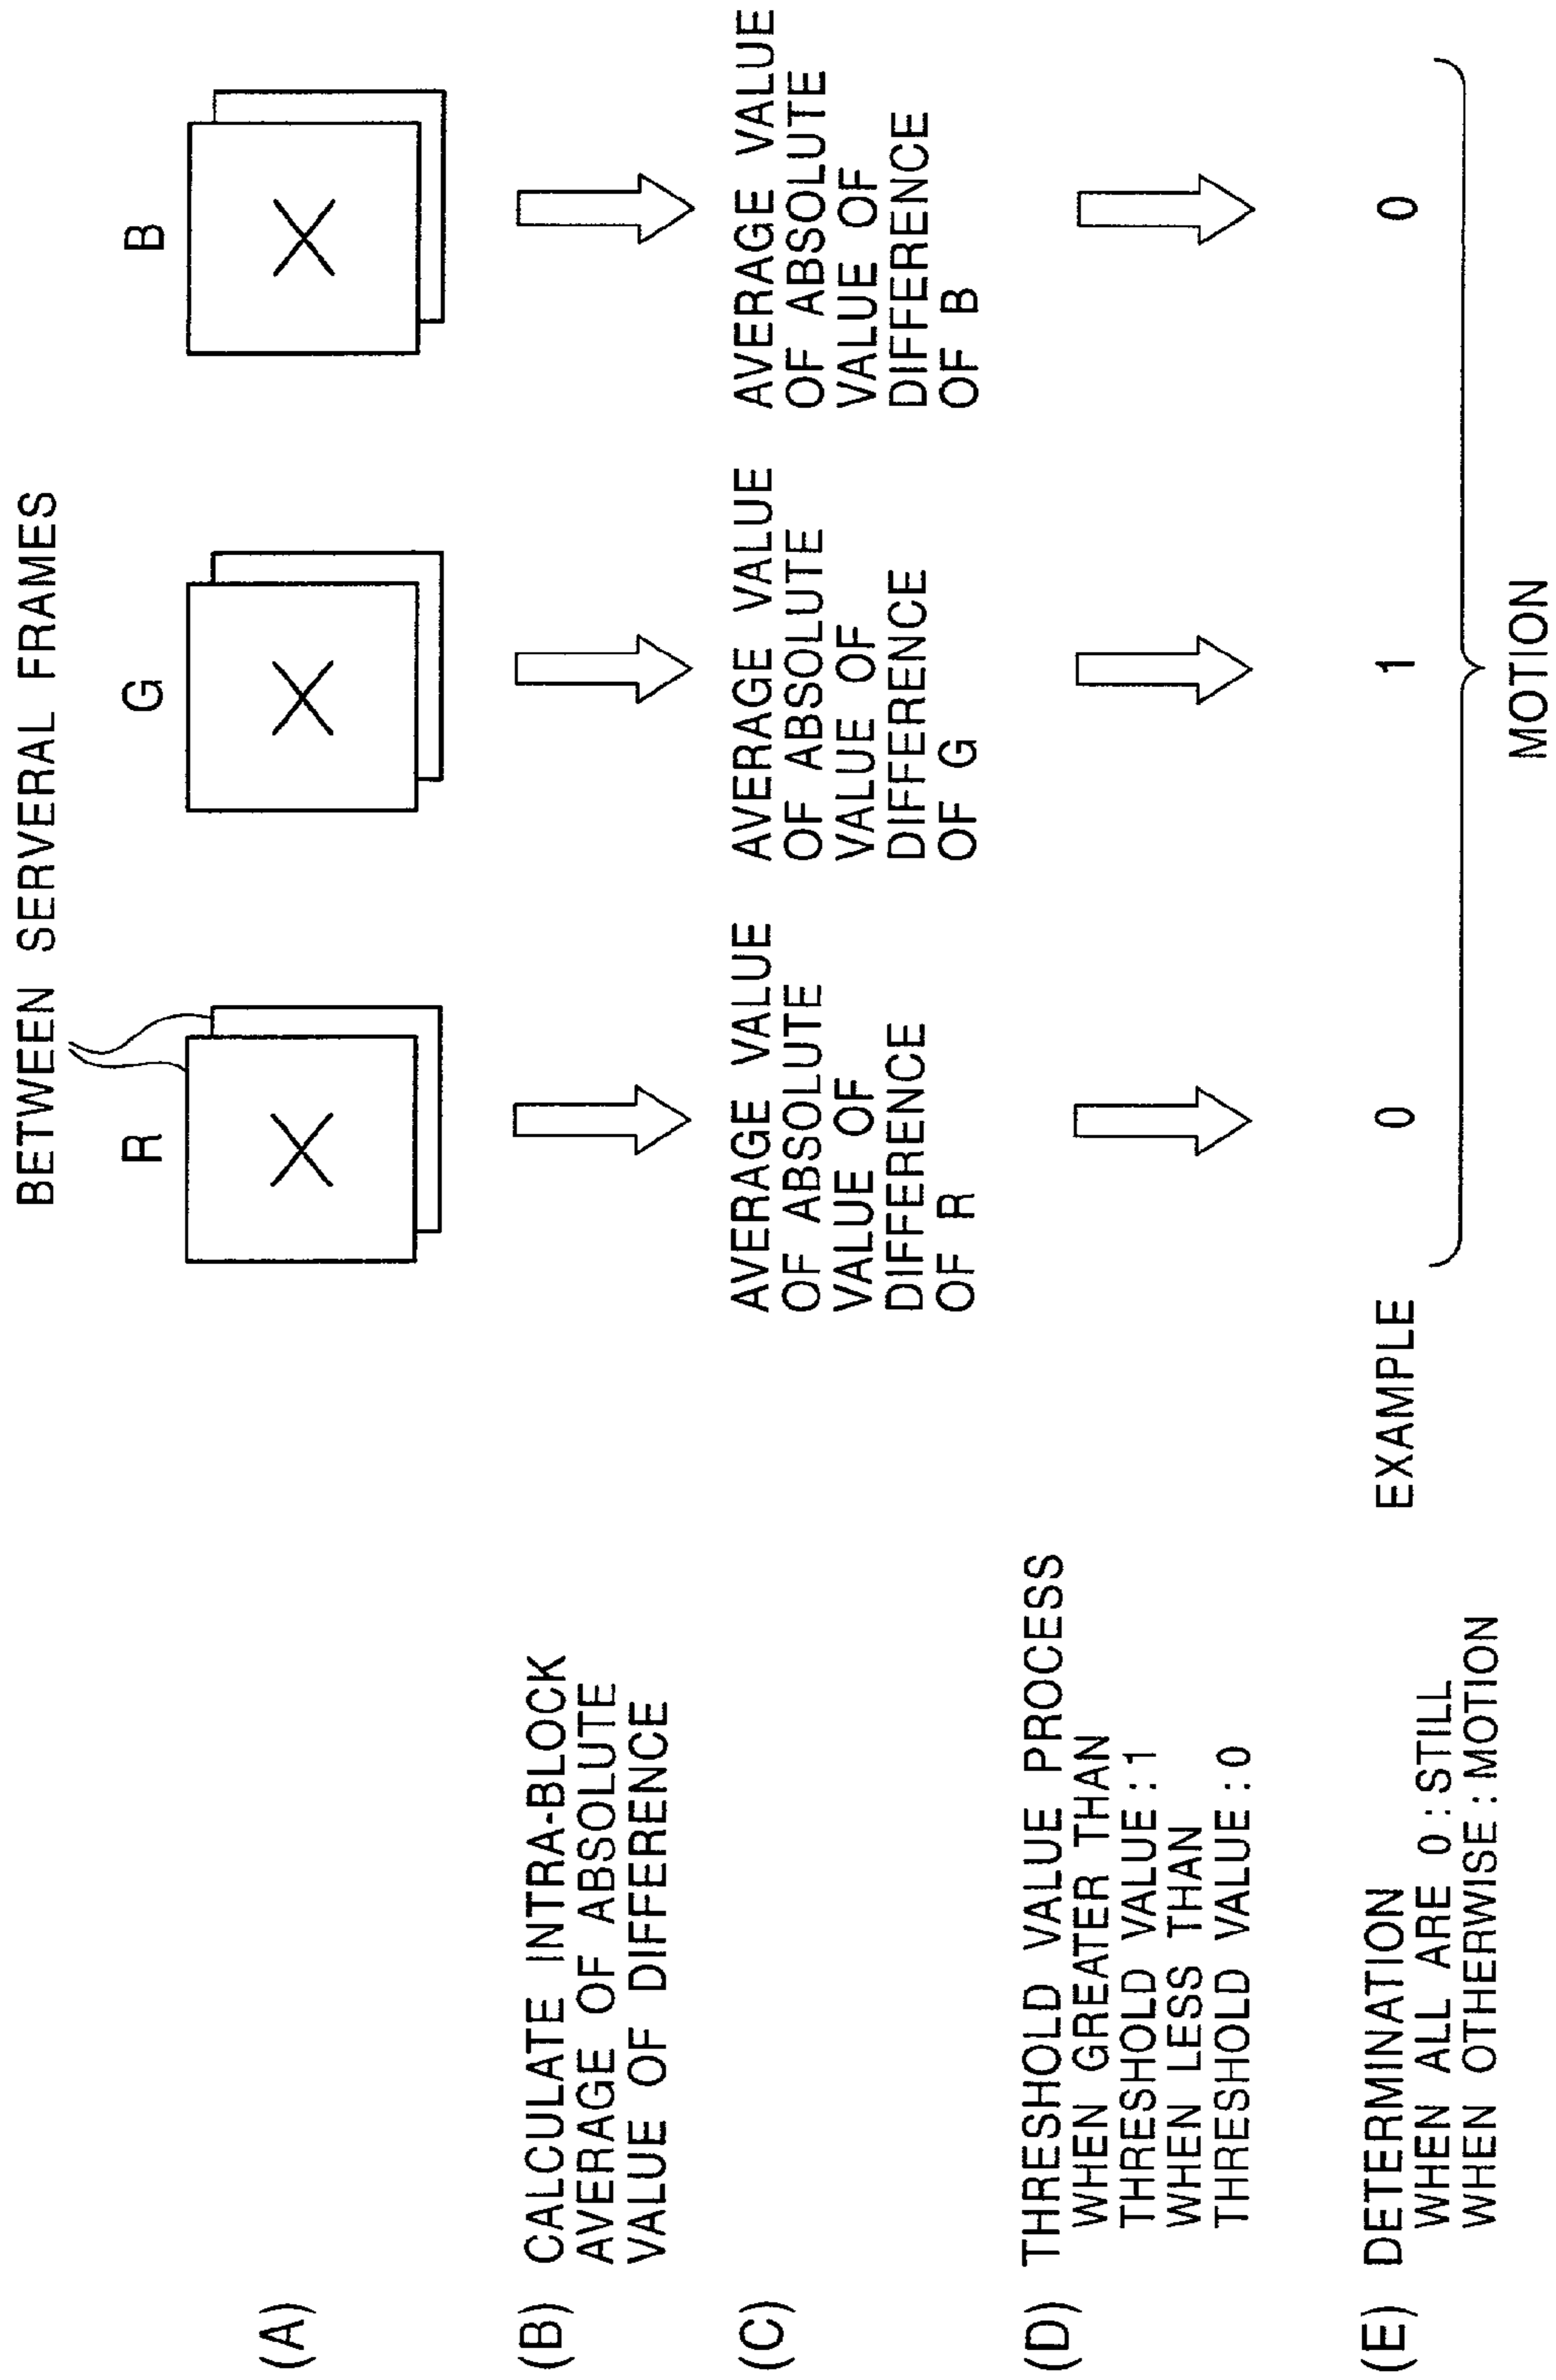 BETWEEN SERVERAL FRAMES
R
G
B
(A)
(B) CALCULATE INTRA-BLOCK
AVERAGE OF ABSOLUTE
VALUE OF DIFFERENCE
(C)
AVERAGE VALUE
OF ABSOLUTE
VALUE OF
DIFFERENCE
OF R
AVERAGE VALUE
OF ABSOLUTE
VALUE OF
DIFFERENCE
OF G
AVERAGE VALUE
OF ABSOLUTE
VALUE OF
DIFFERENCE
OF B
(D) THRESHOLD VALUE PROCESS
WHEN GREATER THAN
THRESHOLD VALUE : 1
WHEN LESS THAN
THRESHOLD VALUE : 0
(E) DETERMINATION
WHEN ALL ARE 0 : STILL
WHEN OTHERWISE : MOTION
EXAMPLE
0
1
0
MOTION